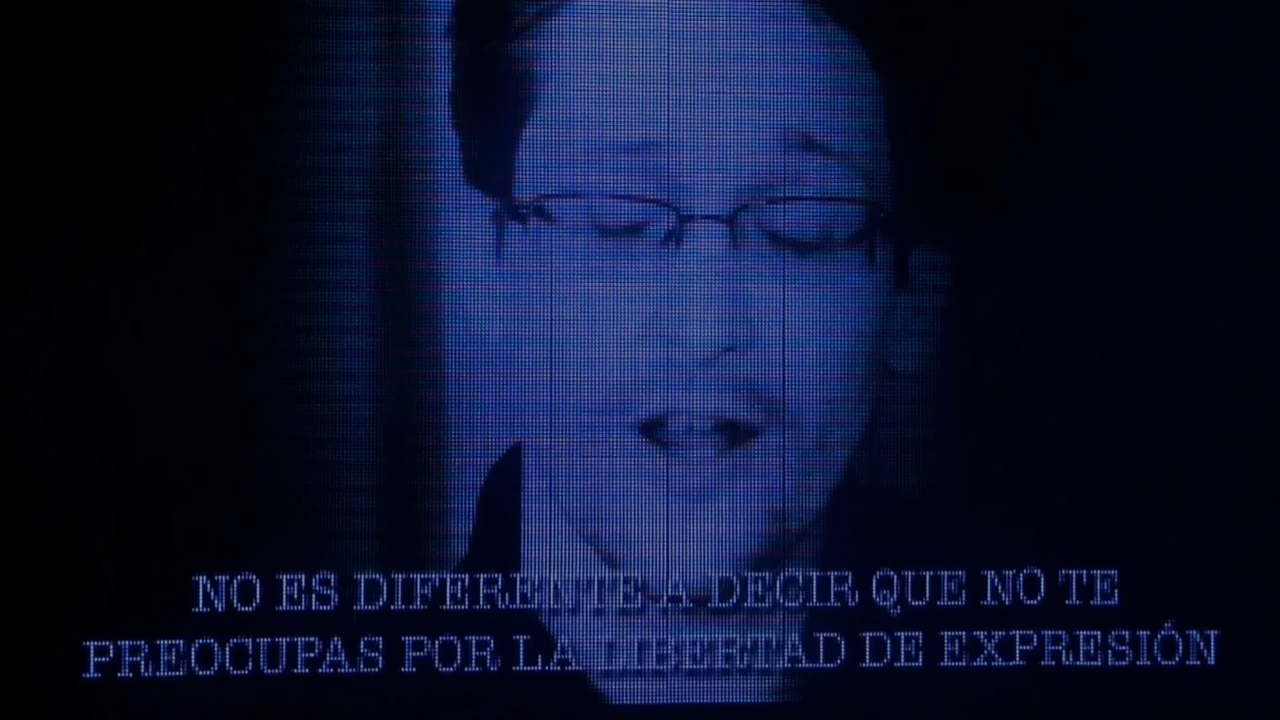 NO ES DIFERENTE A DECIR QUE NO TE
PREOCUPAS POR LA LIBERTAD DE EXPRESIÓN